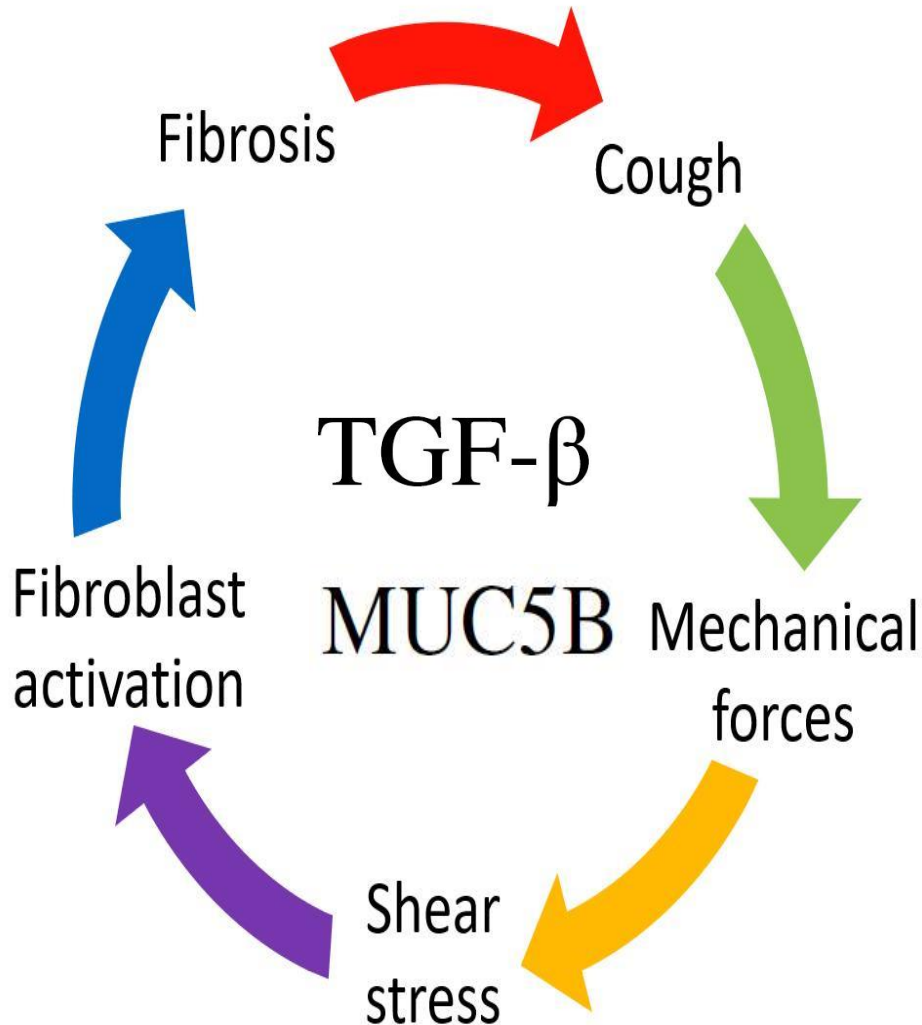 Fibrosis
Cough
TGF-β
MUC5B
Mechanical
forces
Shear
stress
Fibroblast
activation